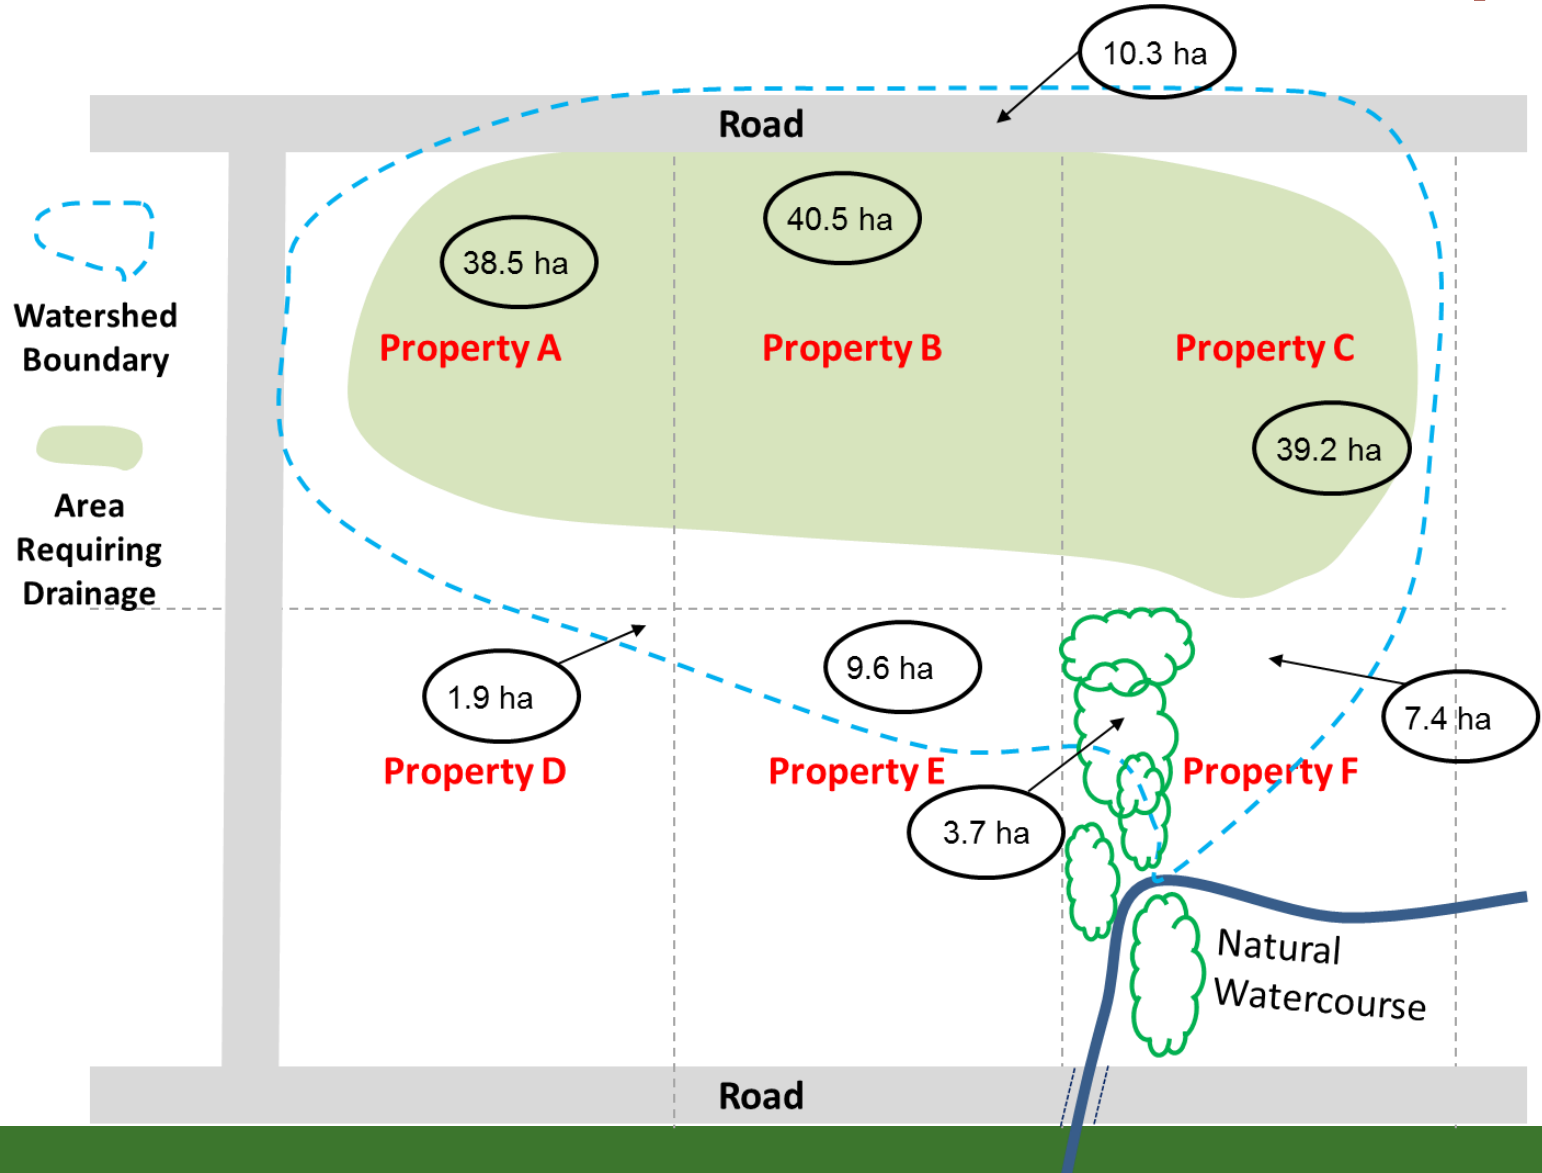 10.3 ha
Road
40.5 ha
38.5 ha
Watershed
Boundary
Property A
Property B
Property C
39.2 ha
Area
Requiring
Drainage
1.9 ha
9.6 ha
7.4 ha
Property D
Property E
Property F
3.7 ha
Natural
Watercourse
Road